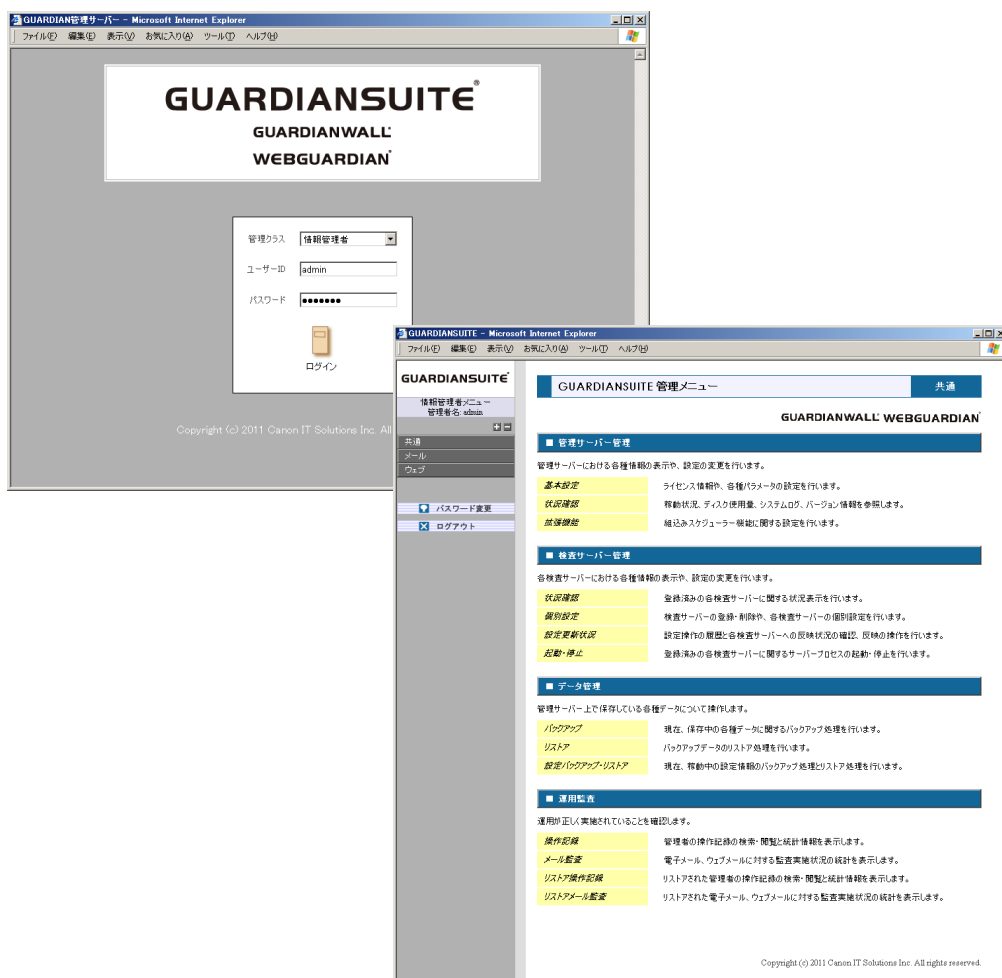 GUARDIAN管理サーバー - Microsoft Internet Explorer
ファイル(F) 編集(E) 表示(V) お気に入り(A) ツール(T) ヘルプ(H)
GUARDIANSUITE®
GUARDIANWALL
WEBGUARDIAN
管理クラス 情報管理者
ユーザーID admin
パスワード ●●●●●●●
ログイン
Copyright (c) 2011 Canon IT Solutions Inc. All
GUARDIANSUITE - Microsoft Internet Explorer
ファイル(F) 編集(E) 表示(V) お気に入り(A) ツール(T) ヘルプ(H)
GUARDIANSUITE
情報管理者メニュー
管理者名: admin
共通
メール
ウェブ
パスワード変更
ログアウト
GUARDIANSUITE 管理メニュー 共通
GUARDIANWALL WEBGUARDIAN
■ 管理サーバー管理
管理サーバーにおける各種情報の表示や、設定の変更を行います。
基本設定 ライセンス情報や、各種パラメータの設定を行います。
状況確認 稼動状況、ディスク使用量、システムログ、バージョン情報を参照します。
拡張機能 組込みスケジューラー機能に関する設定を行います。
■ 検査サーバー管理
各検査サーバーにおける各種情報の表示や、設定の変更を行います。
状況確認 登録済みの各検査サーバーに関する状況表示を行います。
個別設定 検査サーバーの登録・削除や、各検査サーバーの個別設定を行います。
設定更新状況 設定操作の履歴と各検査サーバーへの反映状況の確認、反映の操作を行います。
起動・停止 登録済みの各検査サーバーに関するサーバープロセスの起動・停止を行います。
■ データ管理
管理サーバー上で保存している各種データについて操作します。
バックアップ 現在、保存中の各種データに関するバックアップ処理を行います。
リストア バックアップデータのリストア処理を行います。
設定バックアップ・リストア 現在、稼動中の設定情報のバックアップ処理とリストア処理を行います。
■ 運用監査
運用が正しく実施されていることを確認します。
操作記録 管理者の操作記録の検索・閲覧と統計情報を表示します。
メール監査 電子メール、ウェブメールに対する監査実施状況の統計を表示します。
リストア操作記録 リストアされた管理者の操作記録の検索・閲覧と統計情報を表示します。
リストアメール監査 リストアされた電子メール、ウェブメールに対する監査実施状況の統計を表示します。
Copyright (c) 2011 Canon IT Solutions Inc. All rights reserved.